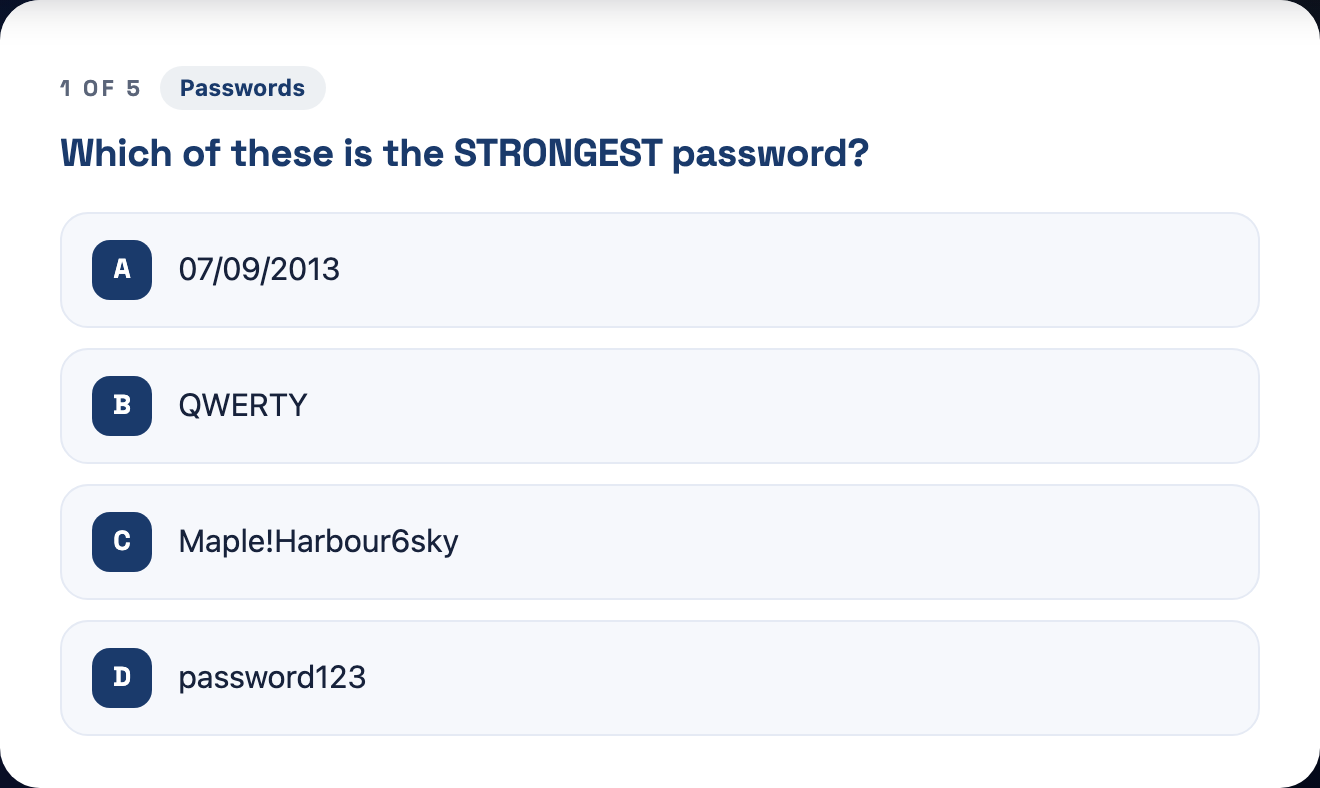 1 OF 5 Passwords
Which of these is the STRONGEST password?
A 07/09/2013
B QWERTY
C Maple!Harbour6sky
D password123